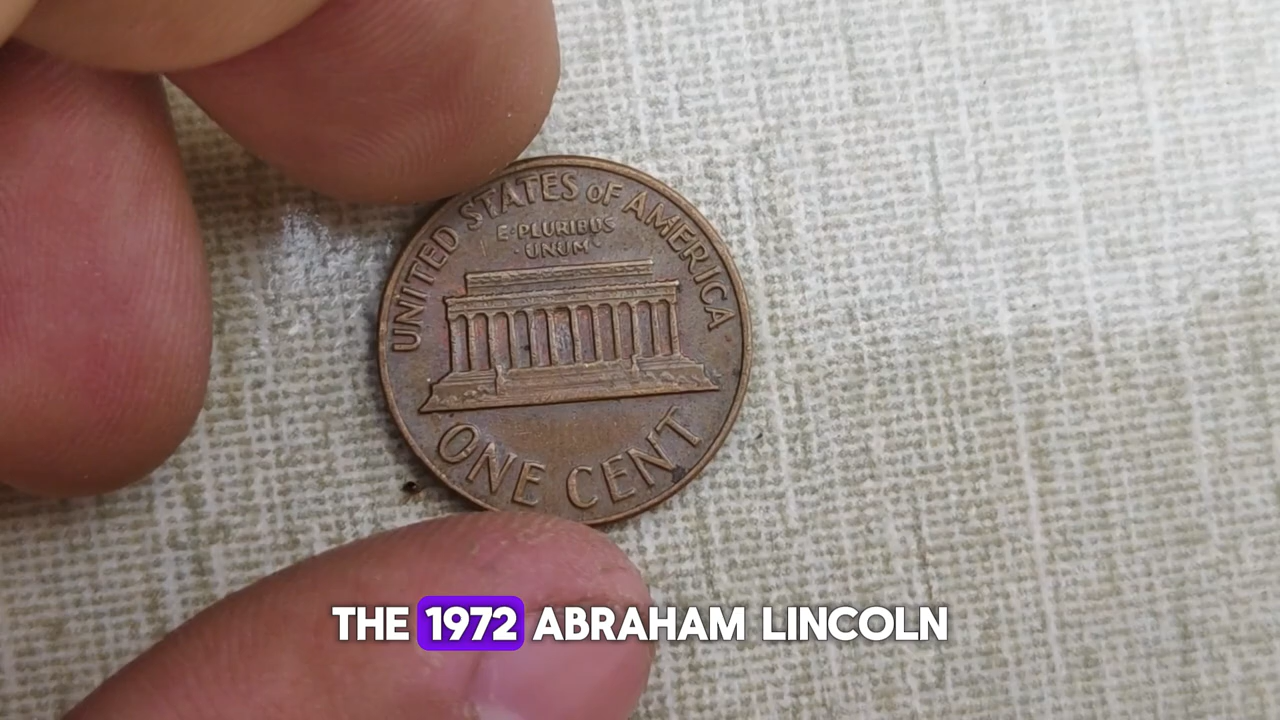 UNITED STATES OF AMERICA
E·PLURIBUS
·UNUM·
ONE CENT
THE 1972 ABRAHAM LINCOLN